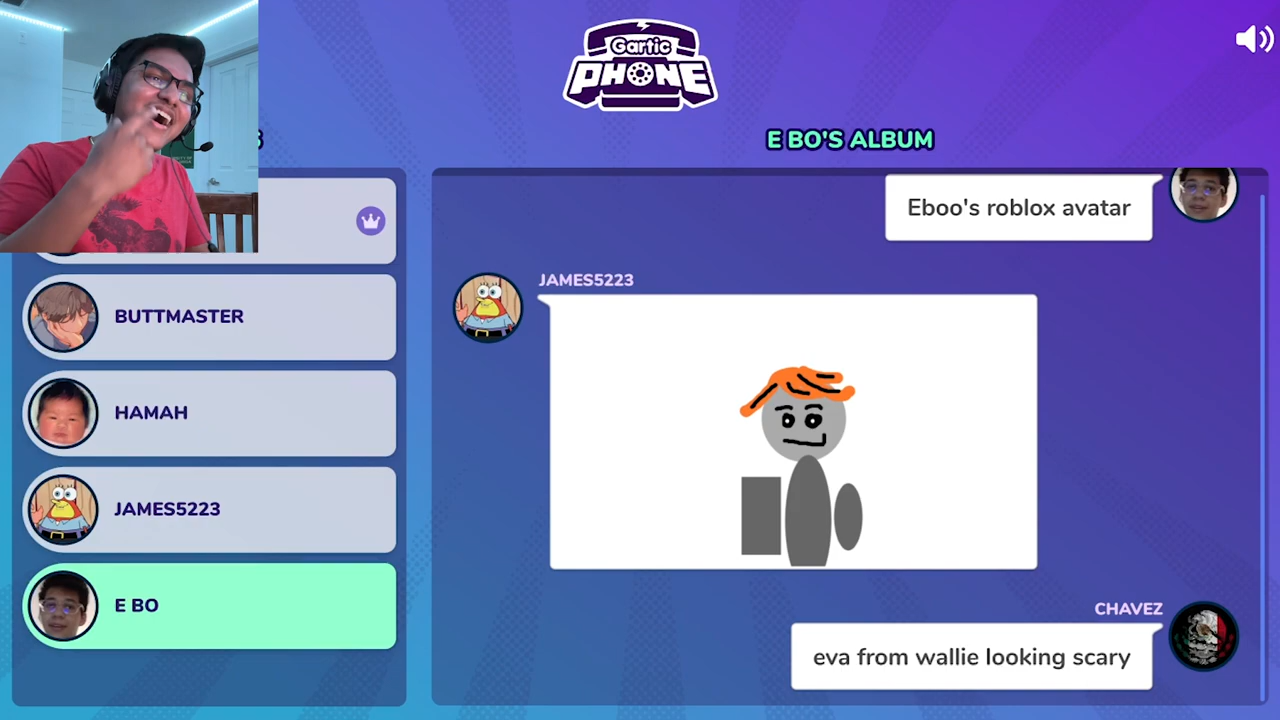 Gartic
PHONE
E BO'S ALBUM
Eboo's roblox avatar
JAMES5223
BUTTMASTER
HAMAH
JAMES5223
E BO
CHAVEZ
eva from wallie looking scary